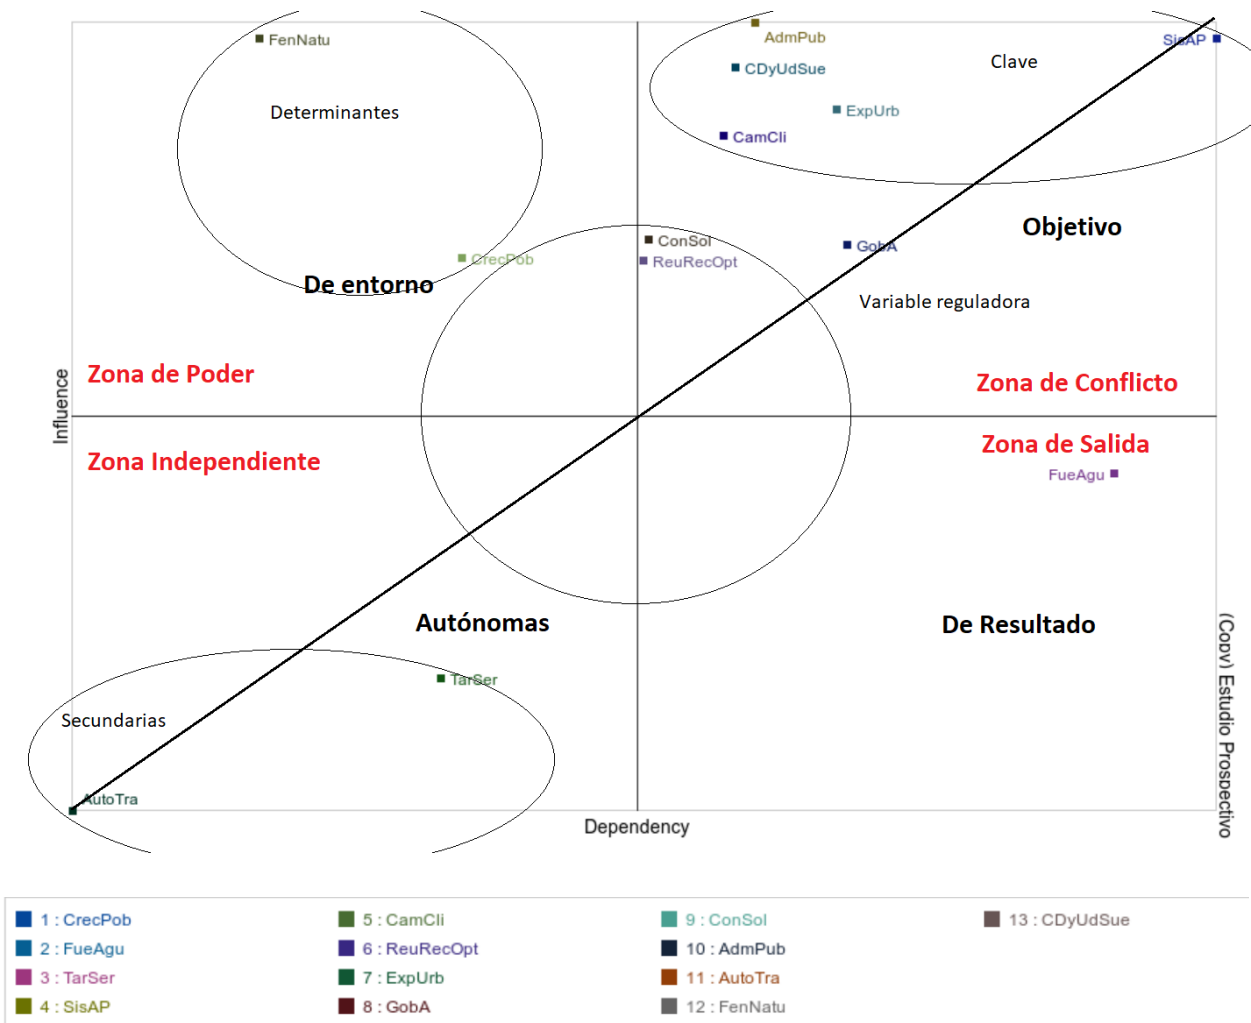 FenNatu
AdmPub
SisAP
CDyUdSue
Clave
Determinantes
ExpUrb
CamCli
Objetivo
ConSol
GobA
CrecPob
ReuRecOpt
De entorno
Variable reguladora
Zona de Poder
Zona de Conflicto
Influence
Zona Independiente
Zona de Salida
FueAgu
Autónomas
De Resultado
TarSer
Secundarias
AutoTra
Dependency
(Copy) Estudio Prospectivo
1 : CrecPob
2 : FueAgu
3 : TarSer
4 : SisAP
5 : CamCli
6 : ReuRecOpt
7 : ExpUrb
8 : GobA
9 : ConSol
10 : AdmPub
11 : AutoTra
12 : FenNatu
13 : CDyUdSue